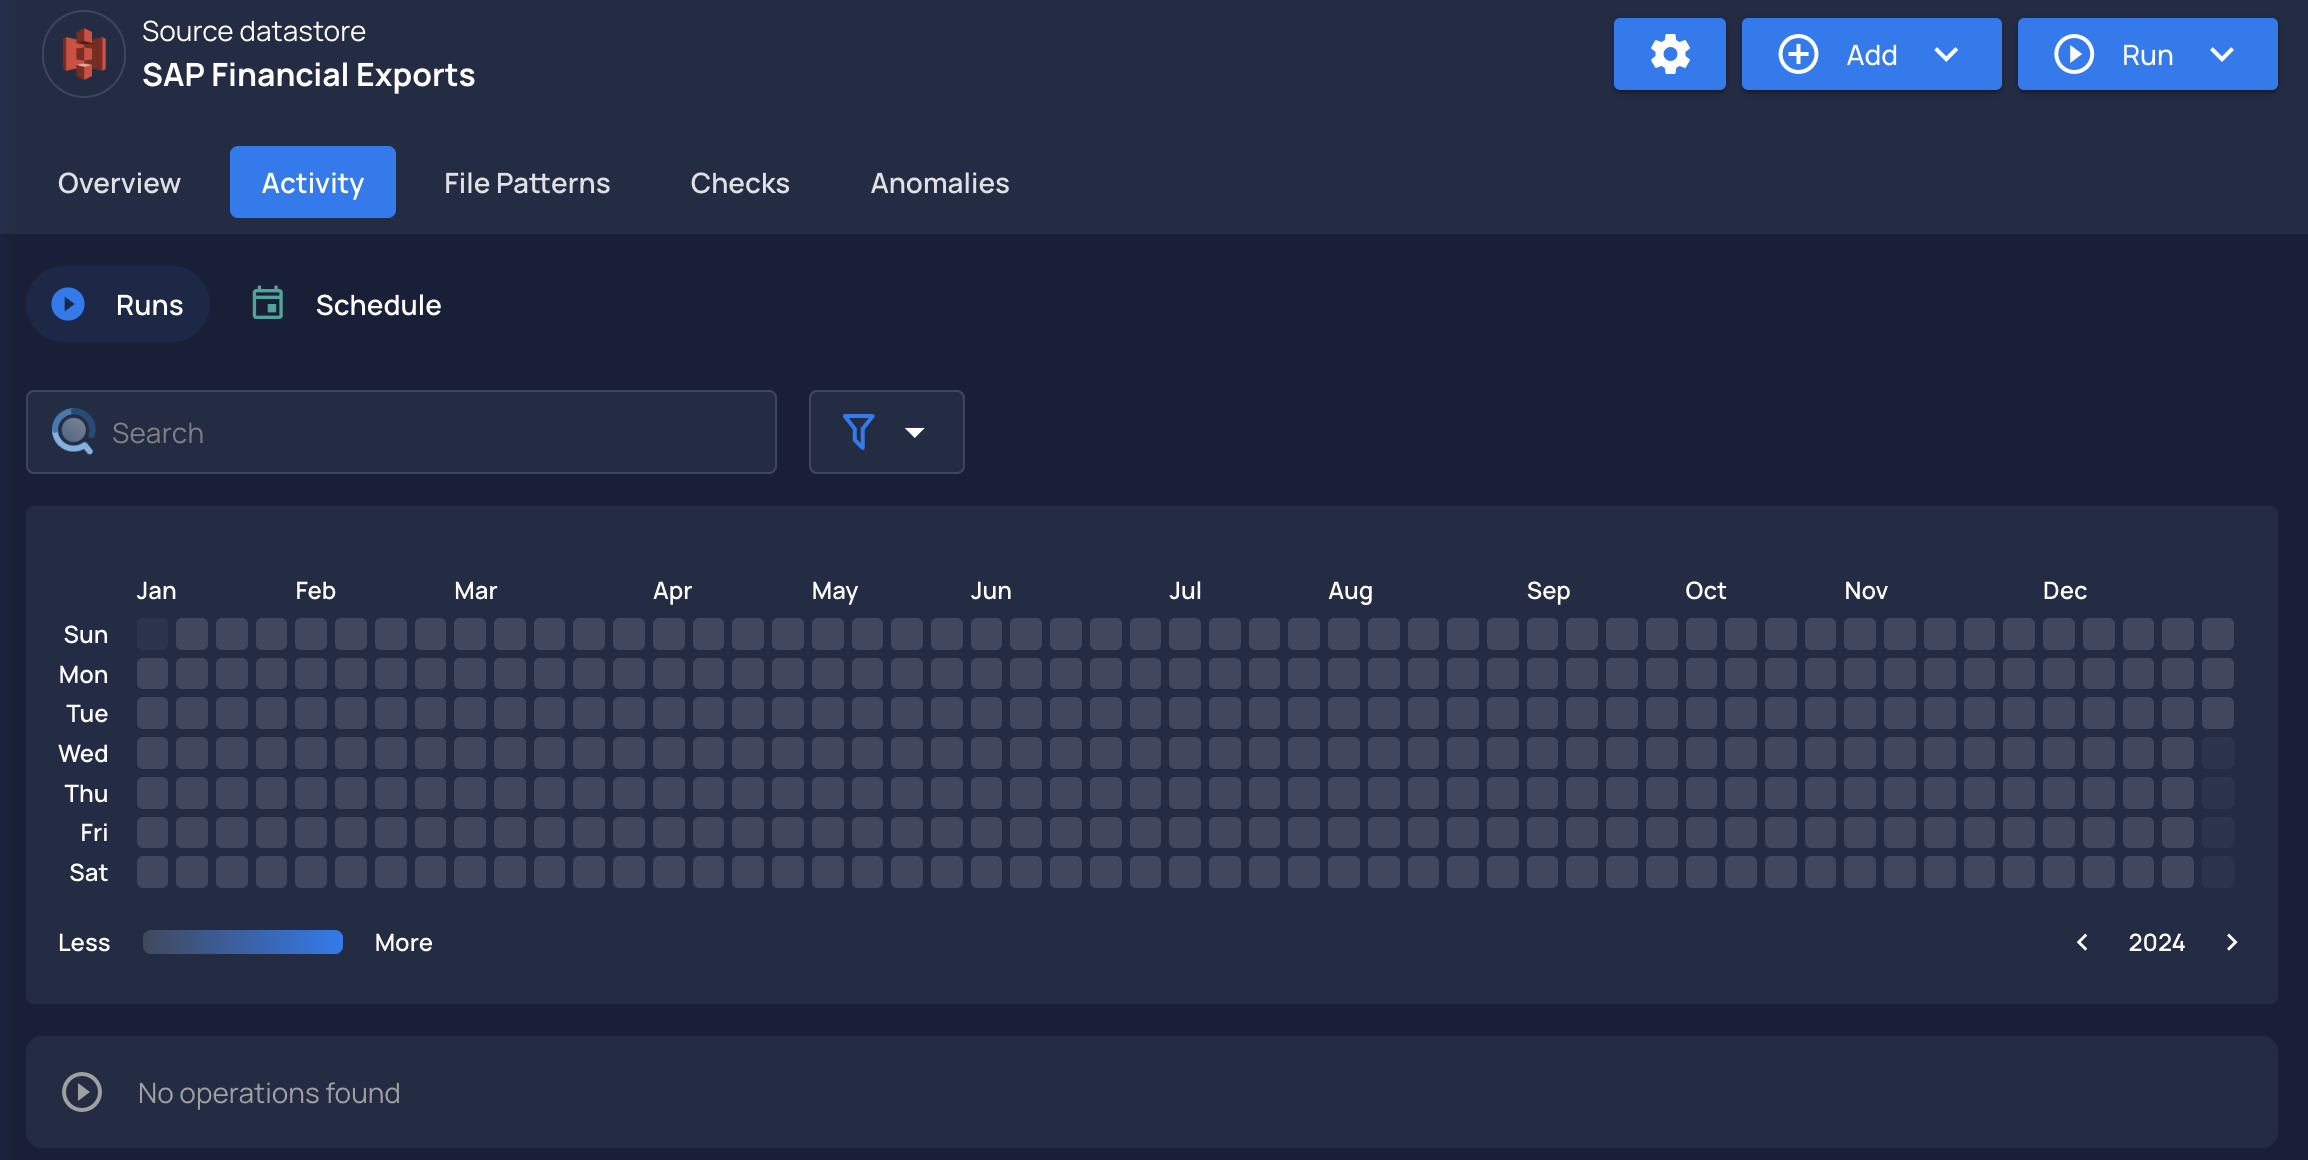 Source datastore
SAP Financial Exports
Add
Run
Overview
Activity
File Patterns
Checks
Anomalies
Runs
Schedule
Search
Jan Feb Mar Apr May Jun Jul Aug Sep Oct Nov Dec
Sun
Mon
Tue
Wed
Thu
Fri
Sat
Less
More
2024
No operations found